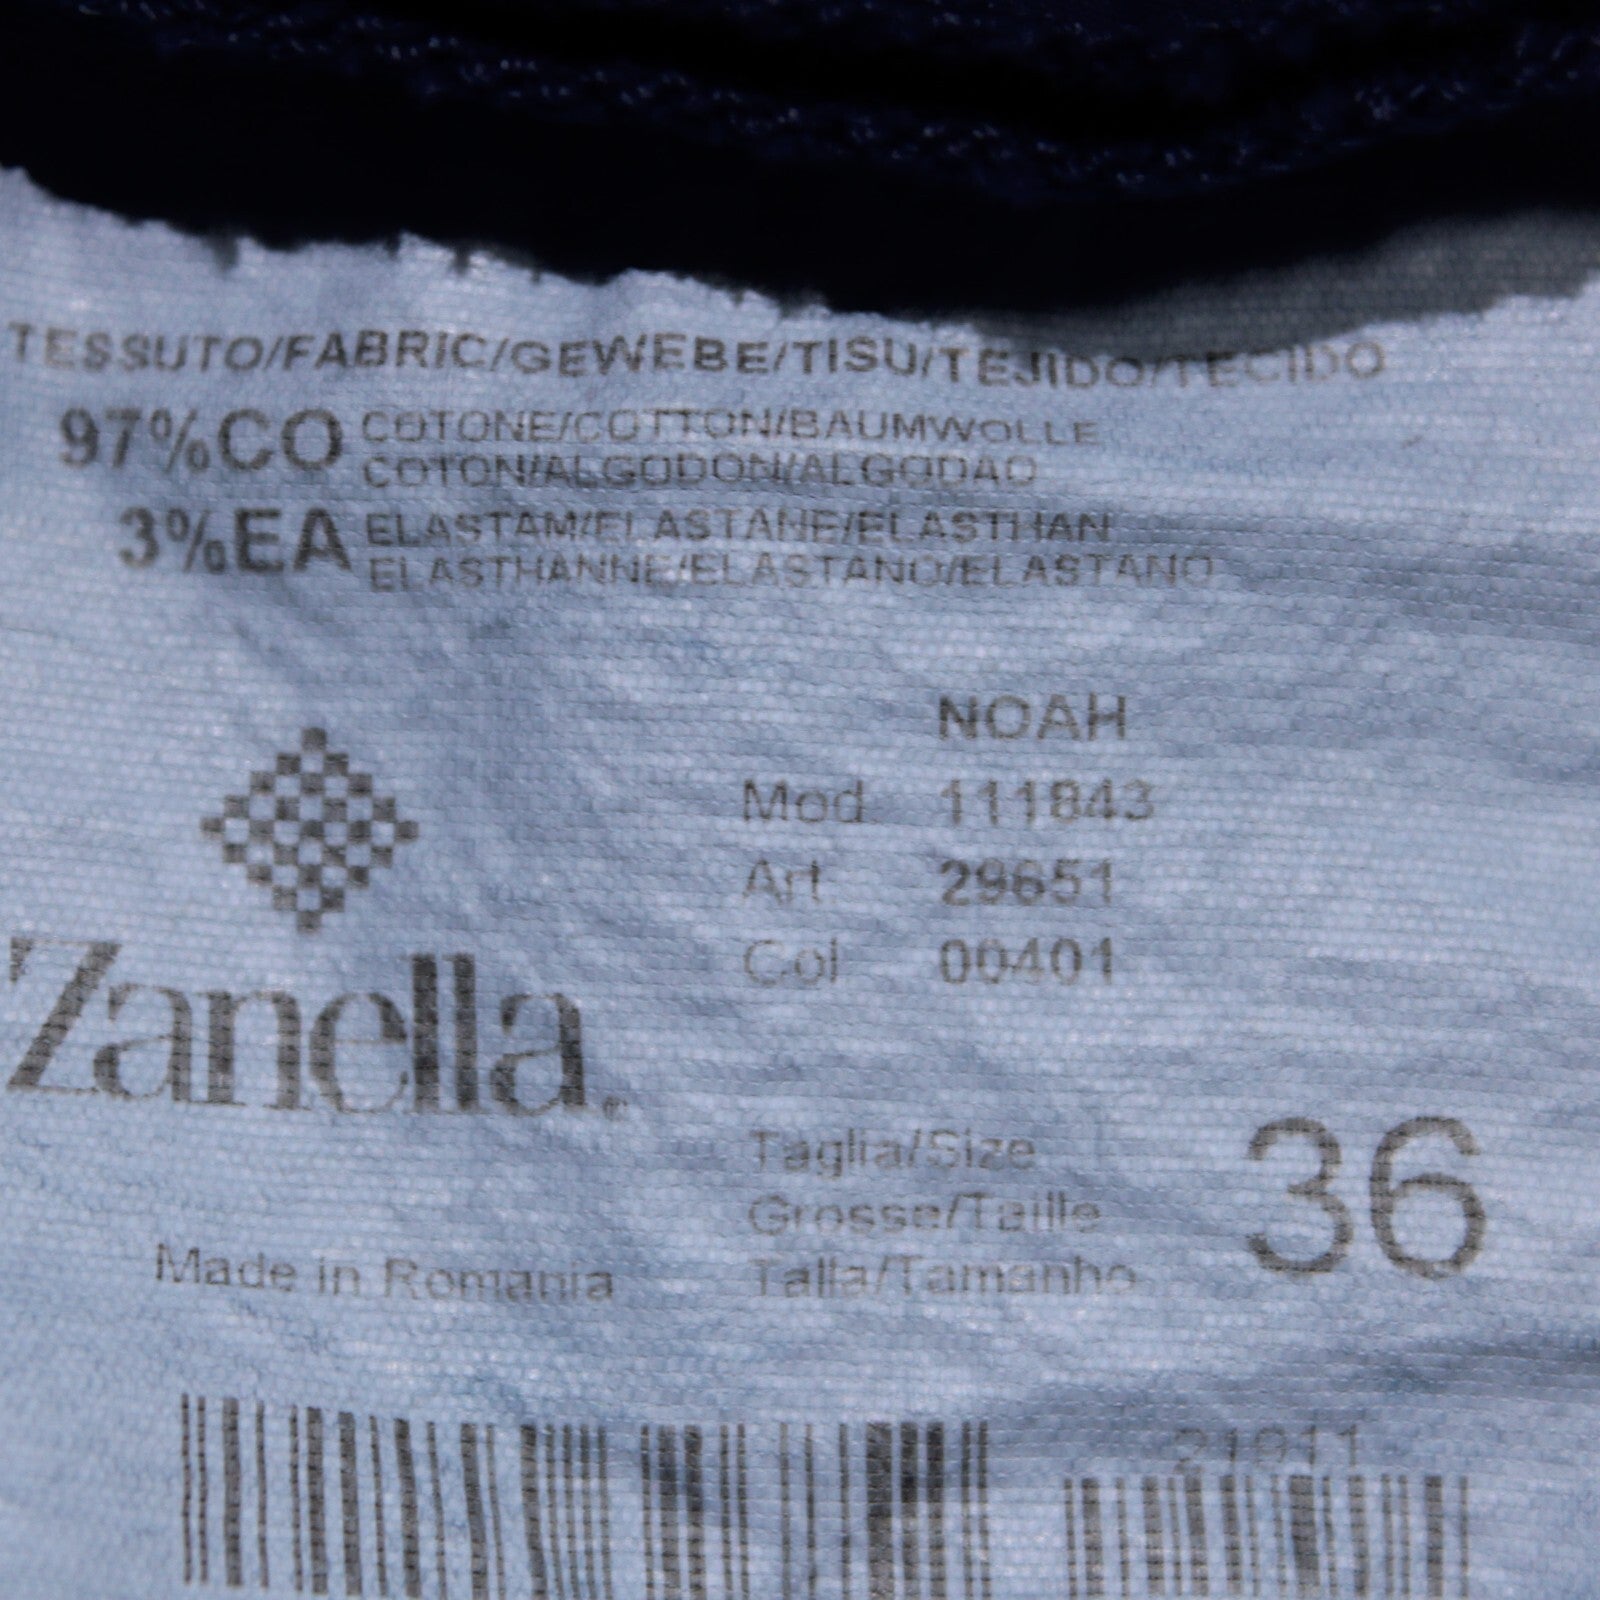 TESSUTO/FABRIC/GEWEBE/TISU/TEJIDO/TECIDO
97%CO COTONE/COTTON/BAUMWOLLE
COTON/ALGODON/ALGODAO
3%EA ELASTAM/ELASTANE/ELASTHAN
ELASTHANNE/ELASTANO/ELASTANO
NOAH
Mod 111843
Art 29651
Col 00401
Zanella
Taglia/Size
Grosse/Taille
Talla/Tamanho
36
Made in Romania